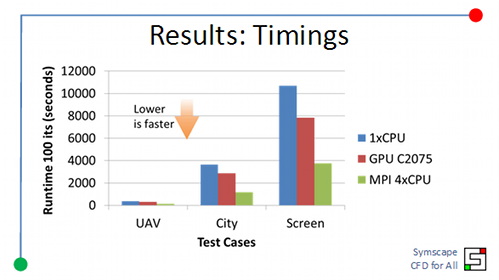 Results: Timings
Runtime 100 its (seconds)
12000
10000
8000
6000
4000
2000
0
Lower
is faster
UAV City Screen
Test Cases
1xCPU
GPU C2075
MPI 4xCPU
Symscape
CFD for All
S